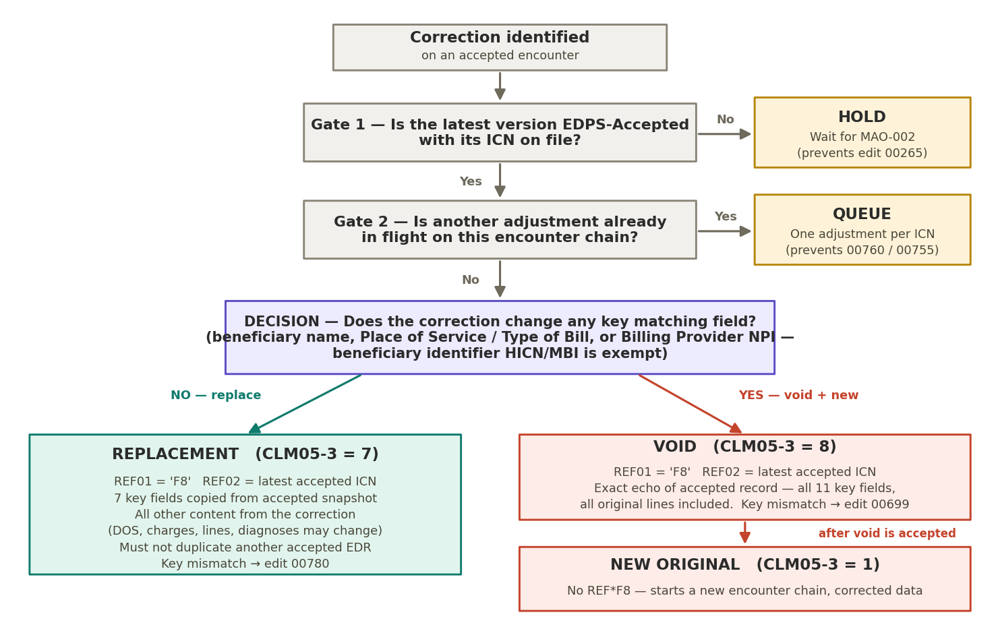 Correction identified
on an accepted encounter
Gate 1 — Is the latest version EDPS-Accepted
with its ICN on file?
No
HOLD
Wait for MAO-002
(prevents edit 00265)
Yes
Gate 2 — Is another adjustment already
in flight on this encounter chain?
Yes
QUEUE
One adjustment per ICN
(prevents 00760 / 00755)
No
DECISION — Does the correction change any key matching field?
(beneficiary name, Place of Service / Type of Bill, or Billing Provider NPI —
beneficiary identifier HICN/MBI is exempt)
NO — replace
YES — void + new
REPLACEMENT (CLM05-3 = 7)
REF01 = 'F8' REF02 = latest accepted ICN
7 key fields copied from accepted snapshot
All other content from the correction
(DOS, charges, lines, diagnoses may change)
Must not duplicate another accepted EDR
Key mismatch → edit 00780
VOID (CLM05-3 = 8)
REF01 = 'F8' REF02 = latest accepted ICN
Exact echo of accepted record — all 11 key fields,
all original lines included. Key mismatch → edit 00699
after void is accepted
NEW ORIGINAL (CLM05-3 = 1)
No REF*F8 — starts a new encounter chain, corrected data